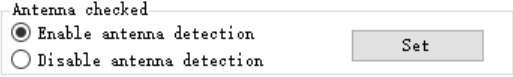 Antenna checked
Enable antenna detection
Set
Disable antenna detection